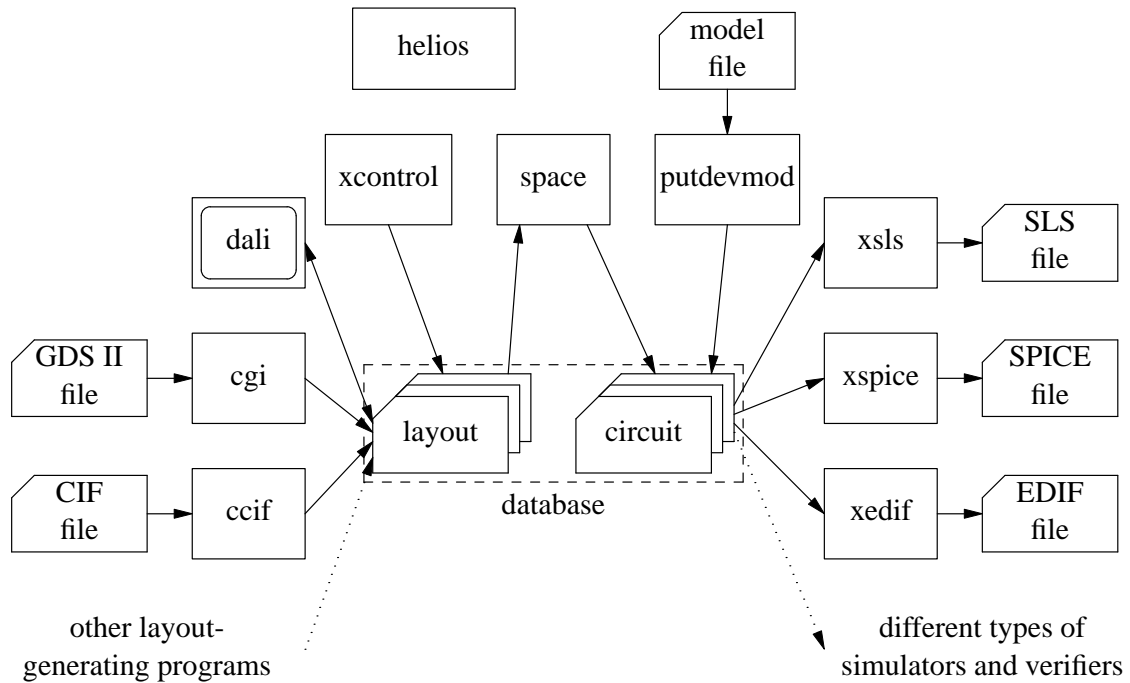 helios
model
file
xcontrol
space
putdevmod
dali
xsls
SLS
file
GDS II
file
cgi
layout
circuit
xspice
SPICE
file
database
CIF
file
ccif
xedif
EDIF
file
other layout-
generating programs
different types of
simulators and verifiers